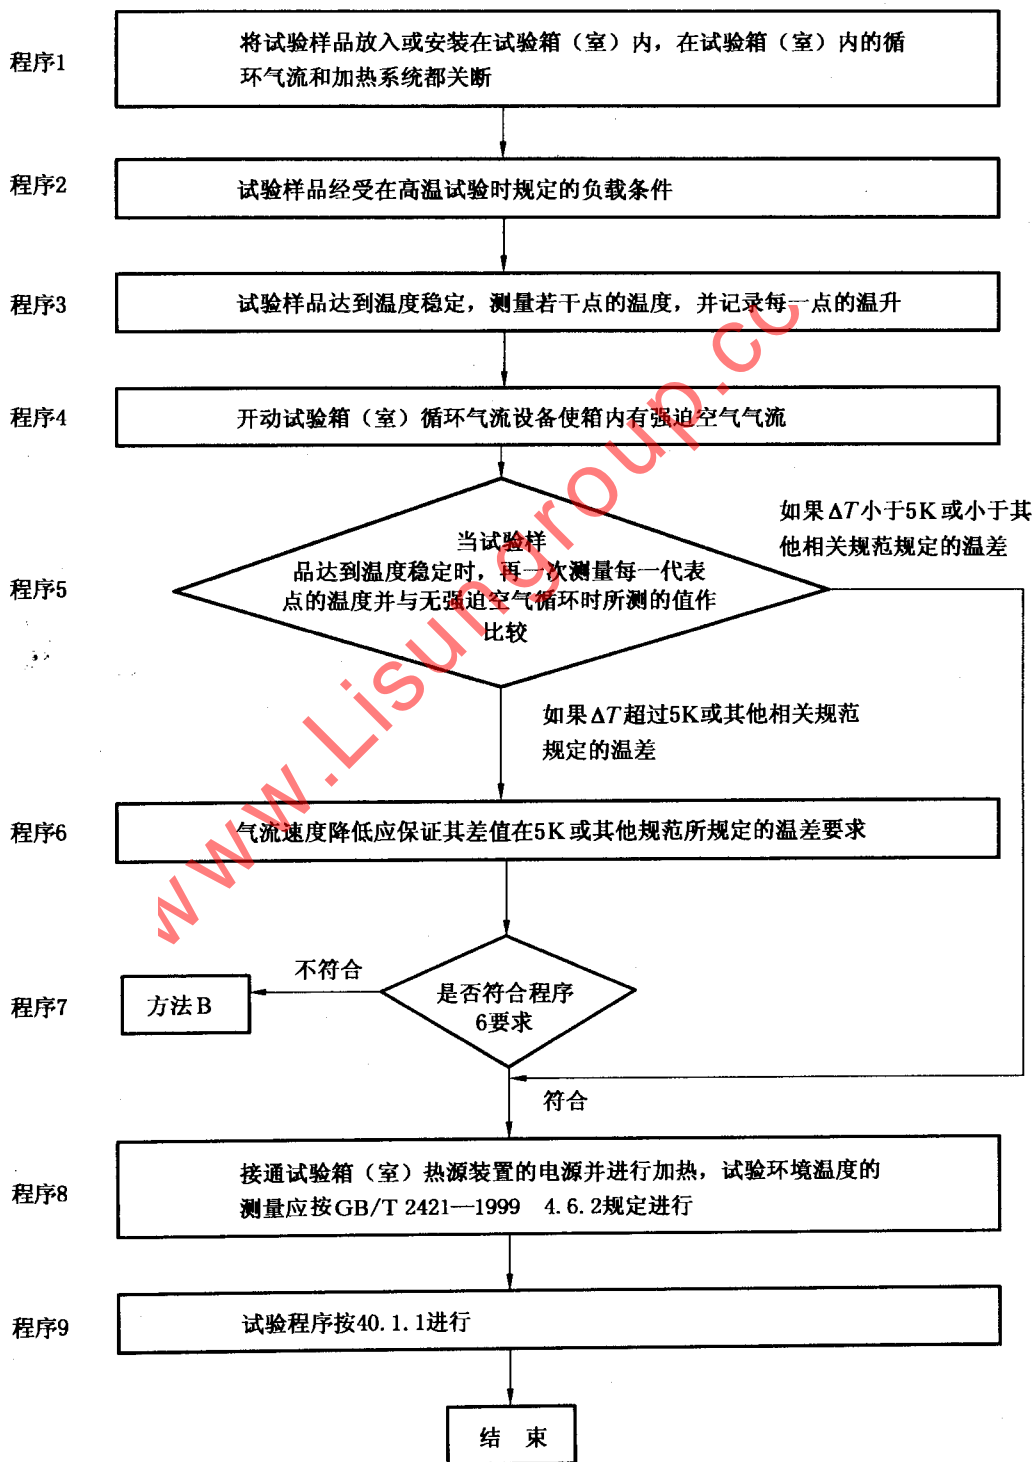 程序1
将试验样品放入或安装在试验箱（室）内，在试验箱（室）内的循
环气流和加热系统都关断
程序2
试验样品经受在高温试验时规定的负载条件
程序3
试验样品达到温度稳定，测量若干点的温度，并记录每一点的温升
程序4
开动试验箱（室）循环气流设备使箱内有强迫空气气流
如果ΔT小于5K或小于其
他相关规范规定的温差
程序5
当试验样
品达到温度稳定时，再一次测量每一代表
点的温度并与无强迫空气循环时所测的值作
比较
如果ΔT超过5K或其他相关规范
规定的温差
程序6
气流速度降低应保证其差值在5K或其他规范所规定的温差要求
程序7
方法B
不符合
是否符合程序
6要求
符合
程序8
接通试验箱（室）热源装置的电源并进行加热，试验环境温度的
测量应按GB/T 2421—1999　4.6.2规定进行
程序9
试验程序按40.1.1进行
结　束
www.Lisungroup.cc